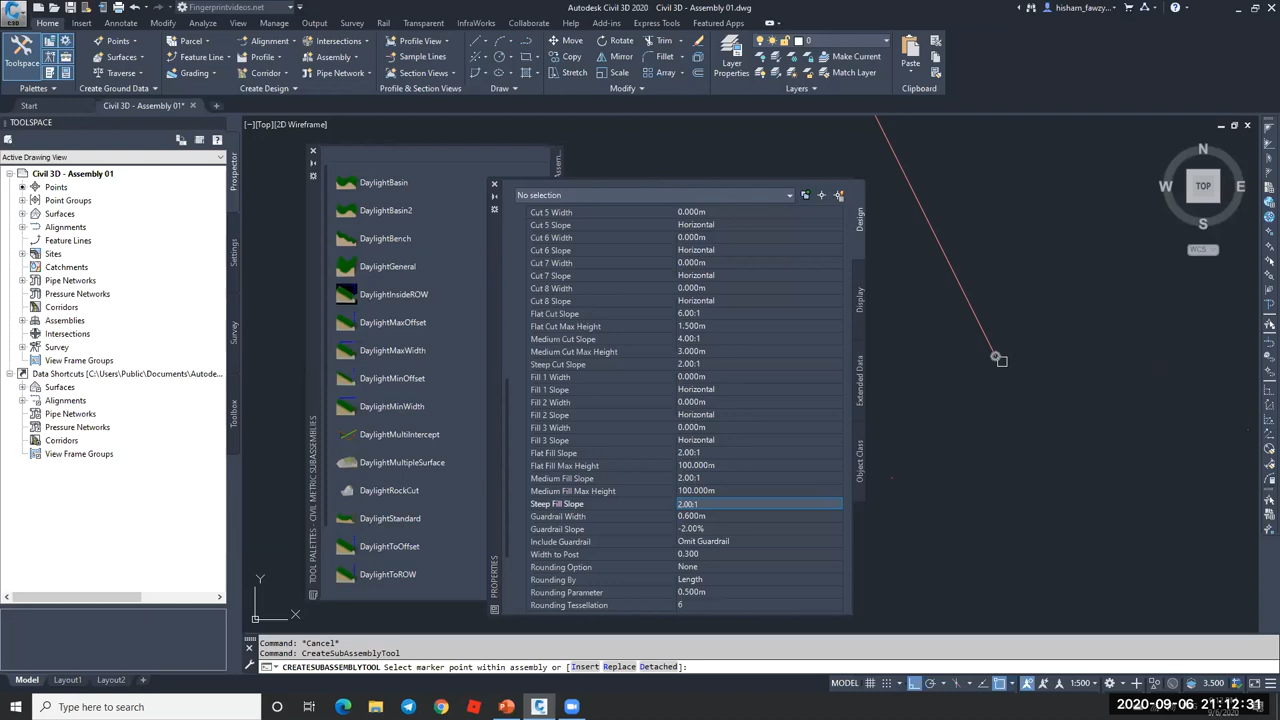 C3D
Fingerprintvideos.net
Autodesk Civil 3D 2020 - Assembly 01.dwg
hisham_fawzy...
Home Insert Annotate Modify Analyze View Manage Output Survey Rail Transparent InfraWorks Collaborate Help Add-ins Express Tools Featured Apps
Points Parcel Alignment Intersections Profile View Move Rotate Trim 0
Surfaces Feature Line Profile Assembly Sample Lines Copy Mirror Fillet Make Current
Toolspace Traverse Grading Corridor Pipe Network Section Views Stretch Scale Array Layer Properties Match Layer Paste
Palettes Create Ground Data Create Design Profile & Section Views Draw Modify Layers Clipboard
Start Civil 3D - Assembly 01*
TOOLSPACE
Active Drawing View
Civil 3D - Assembly 01
Points
Point Groups
Surfaces
Alignments
Feature Lines
Sites
Catchments
Pipe Networks
Pressure Networks
Corridors
Assemblies
Intersections
Survey
View Frame Groups
Data Shortcuts [C:\Users\Public\Documents\Autode...
Surfaces
Alignments
Pipe Networks
Pressure Networks
Corridors
View Frame Groups
Prospector
Settings
Survey
Toolbox
[−][Top][2D Wireframe]
N
W TOP E
S
WCS
Assem...
DaylightBasin
DaylightBasin2
DaylightBench
DaylightGeneral
DaylightInsideROW
DaylightMaxOffset
DaylightMaxWidth
DaylightMinOffset
DaylightMinWidth
DaylightMultiIntercept
DaylightMultipleSurface
DaylightRockCut
DaylightStandard
DaylightToOffset
DaylightToROW
TOOL PALETTES - CIVIL METRIC SUBASSEMBLIES
No selection
Cut 5 Width 0.000m
Cut 5 Slope Horizontal
Cut 6 Width 0.000m
Cut 6 Slope Horizontal
Cut 7 Width 0.000m
Cut 7 Slope Horizontal
Cut 8 Width 0.000m
Cut 8 Slope Horizontal
Flat Cut Slope 6.00:1
Flat Cut Max Height 1.500m
Medium Cut Slope 4.00:1
Medium Cut Max Height 3.000m
Steep Cut Slope 2.00:1
Fill 1 Width 0.000m
Fill 1 Slope Horizontal
Fill 2 Width 0.000m
Fill 2 Slope Horizontal
Fill 3 Width 0.000m
Fill 3 Slope Horizontal
Flat Fill Slope 2.00:1
Flat Fill Max Height 100.000m
Medium Fill Slope 2.00:1
Medium Fill Max Height 100.000m
Steep Fill Slope 2.00:1
Guardrail Width 0.600m
Guardrail Slope -2.00%
Include Guardrail Omit Guardrail
Width to Post 0.300
Rounding Option None
Rounding By Length
Rounding Parameter 0.500m
Rounding Tessellation 6
PROPERTIES
Design
Display
Extended Data
Object Class
Y
X
Command: *Cancel*
Command: CreateSubAssemblyTool
CREATESUBASSEMBLYTOOL Select marker point within assembly or [Insert Replace Detached]:
Model Layout1 Layout2
MODEL 1:500 3.500
Type here to search
2020-09-06 21:12:31